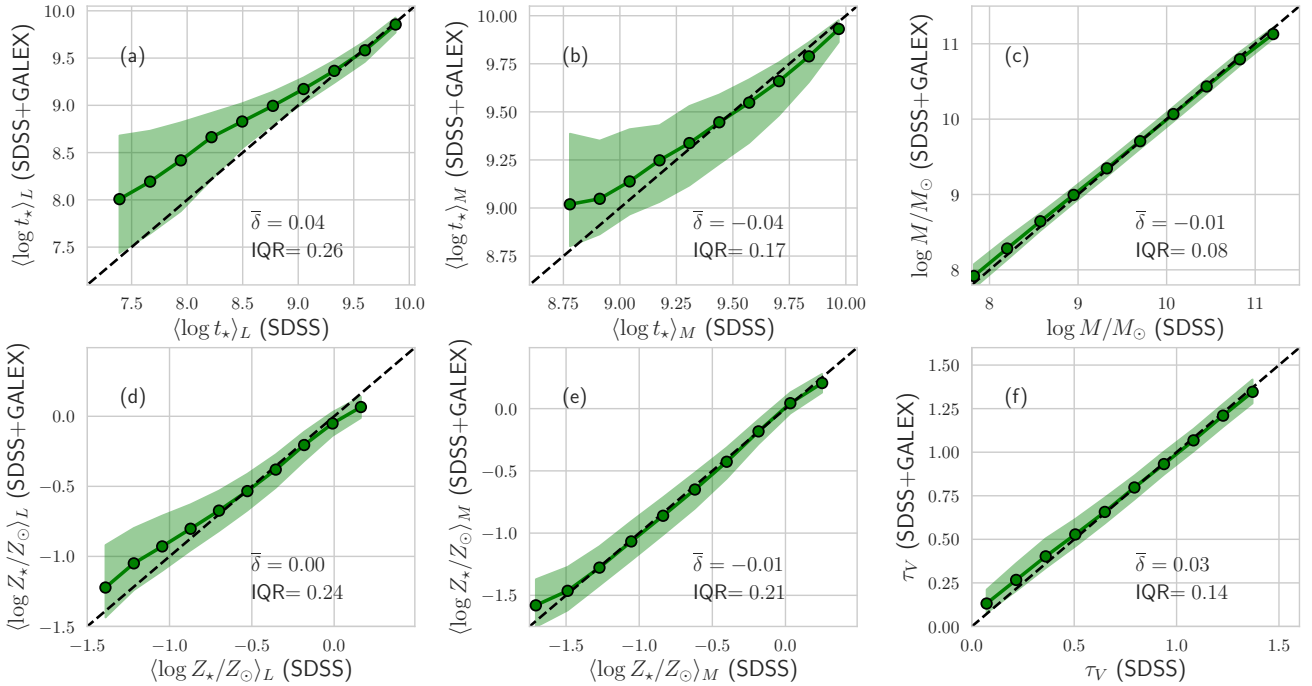 (a)
10.0
9.5
9.0
8.5
8.0
7.5
⟨log t⋆⟩L (SDSS+GALEX)
δ̅ = 0.04
IQR= 0.26
7.5 8.0 8.5 9.0 9.5 10.0
⟨log t⋆⟩L (SDSS)
(b)
10.00
9.75
9.50
9.25
9.00
8.75
⟨log t⋆⟩M (SDSS+GALEX)
δ̅ = −0.04
IQR= 0.17
8.75 9.00 9.25 9.50 9.75 10.00
⟨log t⋆⟩M (SDSS)
(c)
11
10
9
8
log M/M⊙ (SDSS+GALEX)
δ̅ = −0.01
IQR= 0.08
8 9 10 11
log M/M⊙ (SDSS)
(d)
0.0
−0.5
−1.0
−1.5
⟨log Z⋆/Z⊙⟩L (SDSS+GALEX)
δ̅ = 0.00
IQR= 0.24
−1.5 −1.0 −0.5 0.0
⟨log Z⋆/Z⊙⟩L (SDSS)
(e)
0.0
−0.5
−1.0
−1.5
⟨log Z⋆/Z⊙⟩M (SDSS+GALEX)
δ̅ = −0.01
IQR= 0.21
−1.5 −1.0 −0.5 0.0
⟨log Z⋆/Z⊙⟩M (SDSS)
(f)
1.50
1.25
1.00
0.75
0.50
0.25
0.00
τV (SDSS+GALEX)
δ̅ = 0.03
IQR= 0.14
0.0 0.5 1.0 1.5
τV (SDSS)